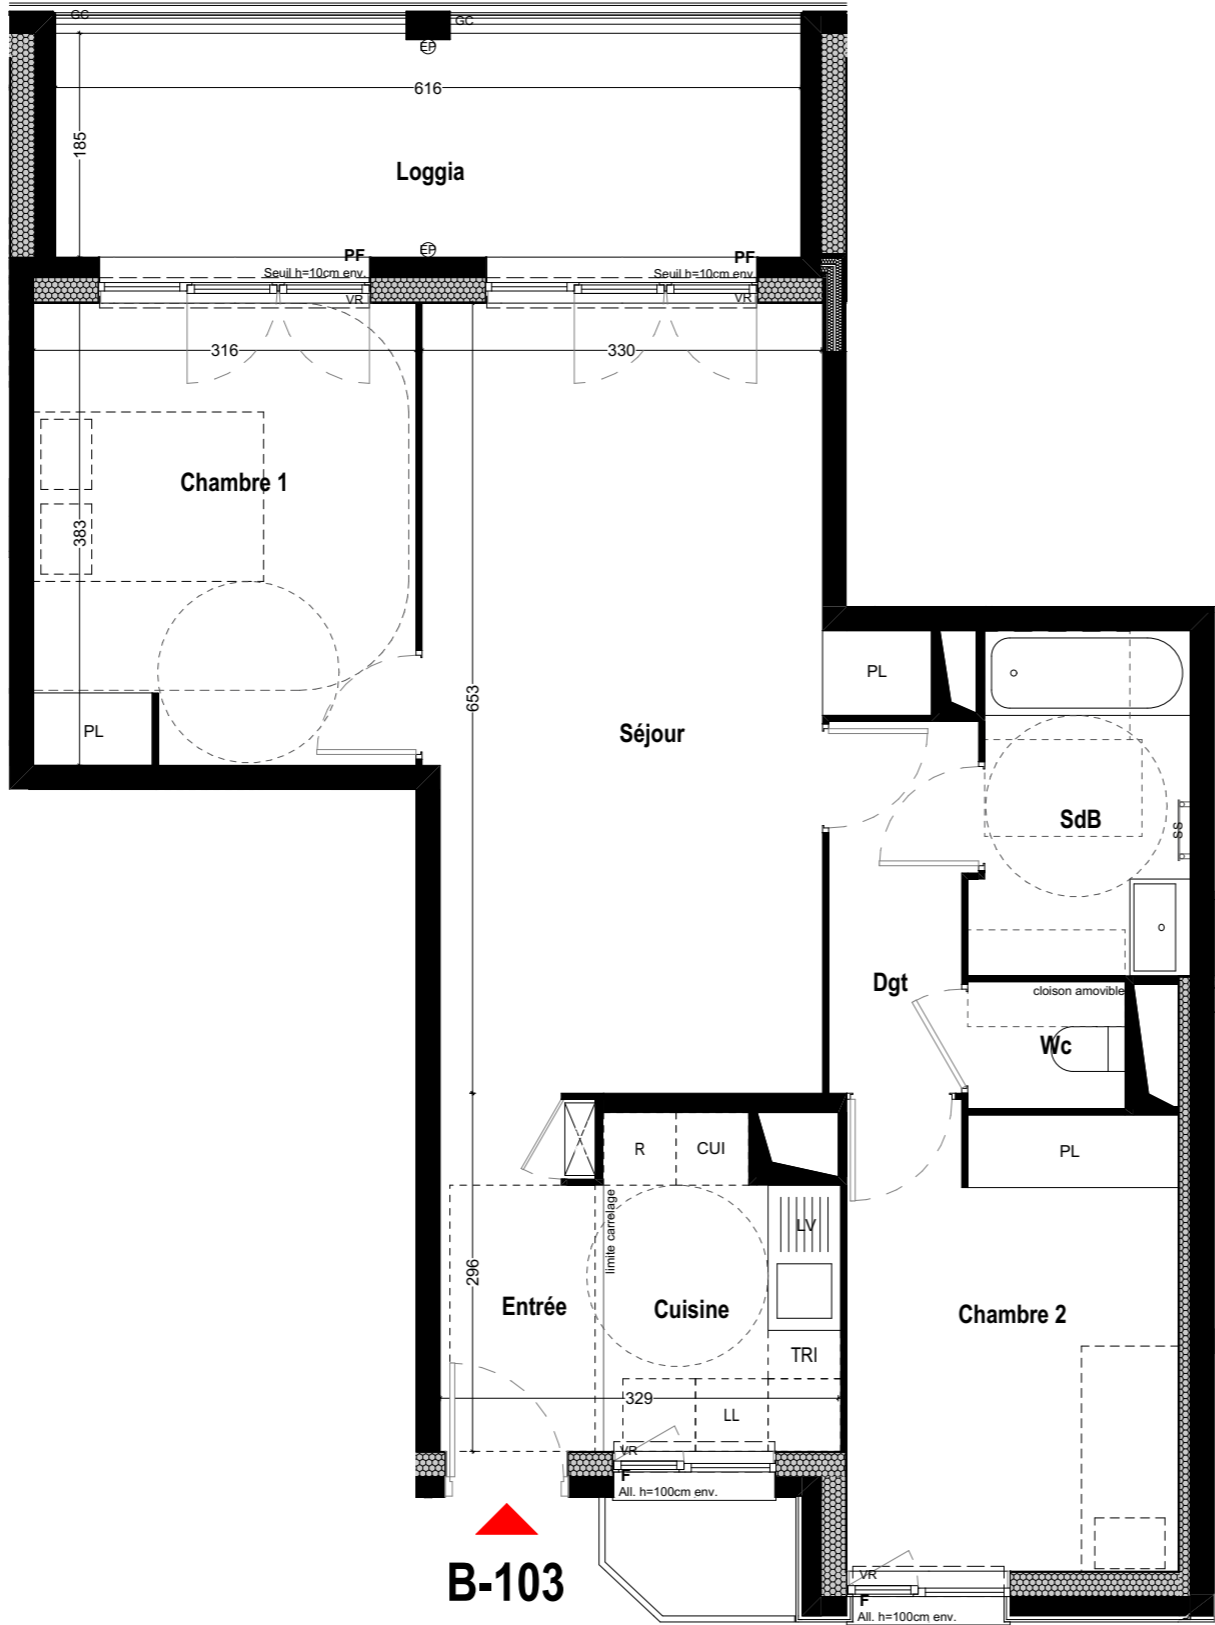 GC
GC
EP
616
185
Loggia
EP
PF
PF
Seuil h=10cm env.
Seuil h=10cm env
VR
VR
316
330
Chambre 1
383
653
PL
PL
Séjour
SdB
SS
Dgt
cloison amovible
Wc
R
CUI
PL
limite carrelage
LV
296
Entrée
Cuisine
Chambre 2
TRI
329
LL
VR
F
All. h=100cm env.
B-103
VR
F
All. h=100cm env.